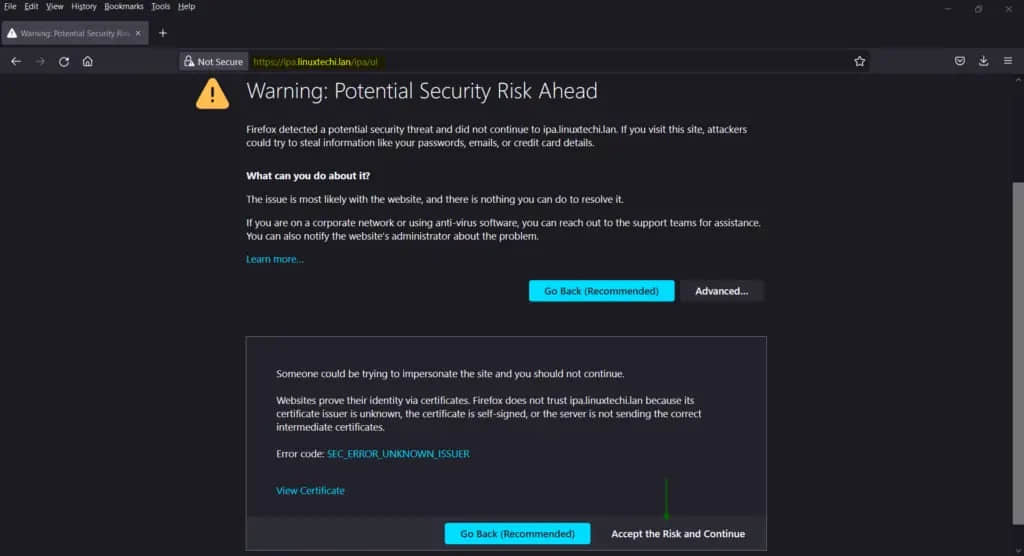 File Edit View History Bookmarks Tools Help
Warning: Potential Security Ris
Not Secure https://ipa.linuxtechi.lan/ipa/ui
Warning: Potential Security Risk Ahead
Firefox detected a potential security threat and did not continue to ipa.linuxtechi.lan. If you visit this site, attackers
could try to steal information like your passwords, emails, or credit card details.
What can you do about it?
The issue is most likely with the website, and there is nothing you can do to resolve it.
If you are on a corporate network or using anti-virus software, you can reach out to the support teams for assistance.
You can also notify the website's administrator about the problem.
Learn more...
Go Back (Recommended) Advanced...
Someone could be trying to impersonate the site and you should not continue.
Websites prove their identity via certificates. Firefox does not trust ipa.linuxtechi.lan because its
certificate issuer is unknown, the certificate is self-signed, or the server is not sending the correct
intermediate certificates.
Error code: SEC_ERROR_UNKNOWN_ISSUER
View Certificate
Go Back (Recommended) Accept the Risk and Continue